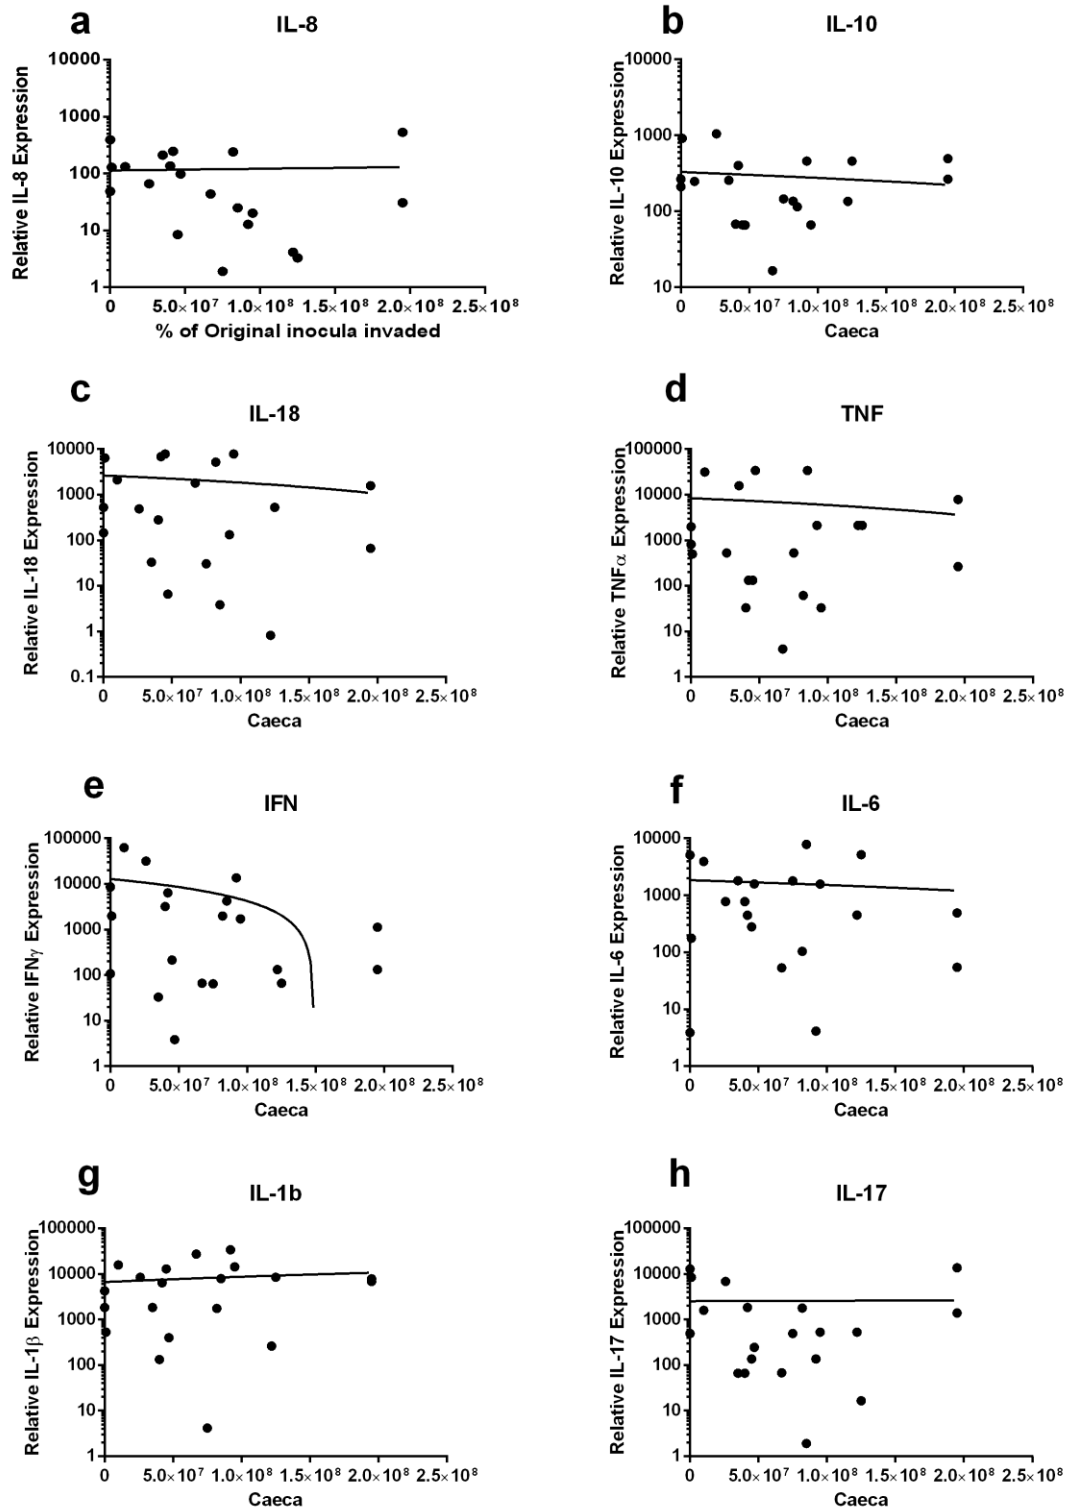 a
IL-8
Relative IL-8 Expression
10000
1000
100
10
1
0
5.0×10⁷
1.0×10⁸
1.5×10⁸
2.0×10⁸
2.5×10⁸
% of Original inocula invaded
b
IL-10
Relative IL-10 Expression
10000
1000
100
10
0
5.0×10⁷
1.0×10⁸
1.5×10⁸
2.0×10⁸
2.5×10⁸
Caeca
c
IL-18
Relative IL-18 Expression
10000
1000
100
10
1
0.1
0
5.0×10⁷
1.0×10⁸
1.5×10⁸
2.0×10⁸
2.5×10⁸
Caeca
d
TNF
Relative TNFα Expression
100000
10000
1000
100
10
1
0
5.0×10⁷
1.0×10⁸
1.5×10⁸
2.0×10⁸
2.5×10⁸
Caeca
e
IFN
Relative IFNγ Expression
100000
10000
1000
100
10
1
0
5.0×10⁷
1.0×10⁸
1.5×10⁸
2.0×10⁸
2.5×10⁸
Caeca
f
IL-6
Relative IL-6 Expression
10000
1000
100
10
1
0
5.0×10⁷
1.0×10⁸
1.5×10⁸
2.0×10⁸
2.5×10⁸
Caeca
g
IL-1b
Relative IL-1β Expression
100000
10000
1000
100
10
1
0
5.0×10⁷
1.0×10⁸
1.5×10⁸
2.0×10⁸
2.5×10⁸
Caeca
h
IL-17
Relative IL-17 Expression
100000
10000
1000
100
10
1
0
5.0×10⁷
1.0×10⁸
1.5×10⁸
2.0×10⁸
2.5×10⁸
Caeca